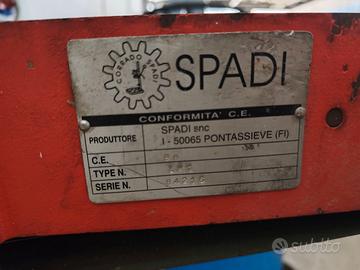 CORRADO SPADI
SPADI
CONFORMITA' C.E.
PRODUTTORE
SPADI snc
I - 50065 PONTASSIEVE (FI)
C.E.
TYPE N.
SERIE N.
subito